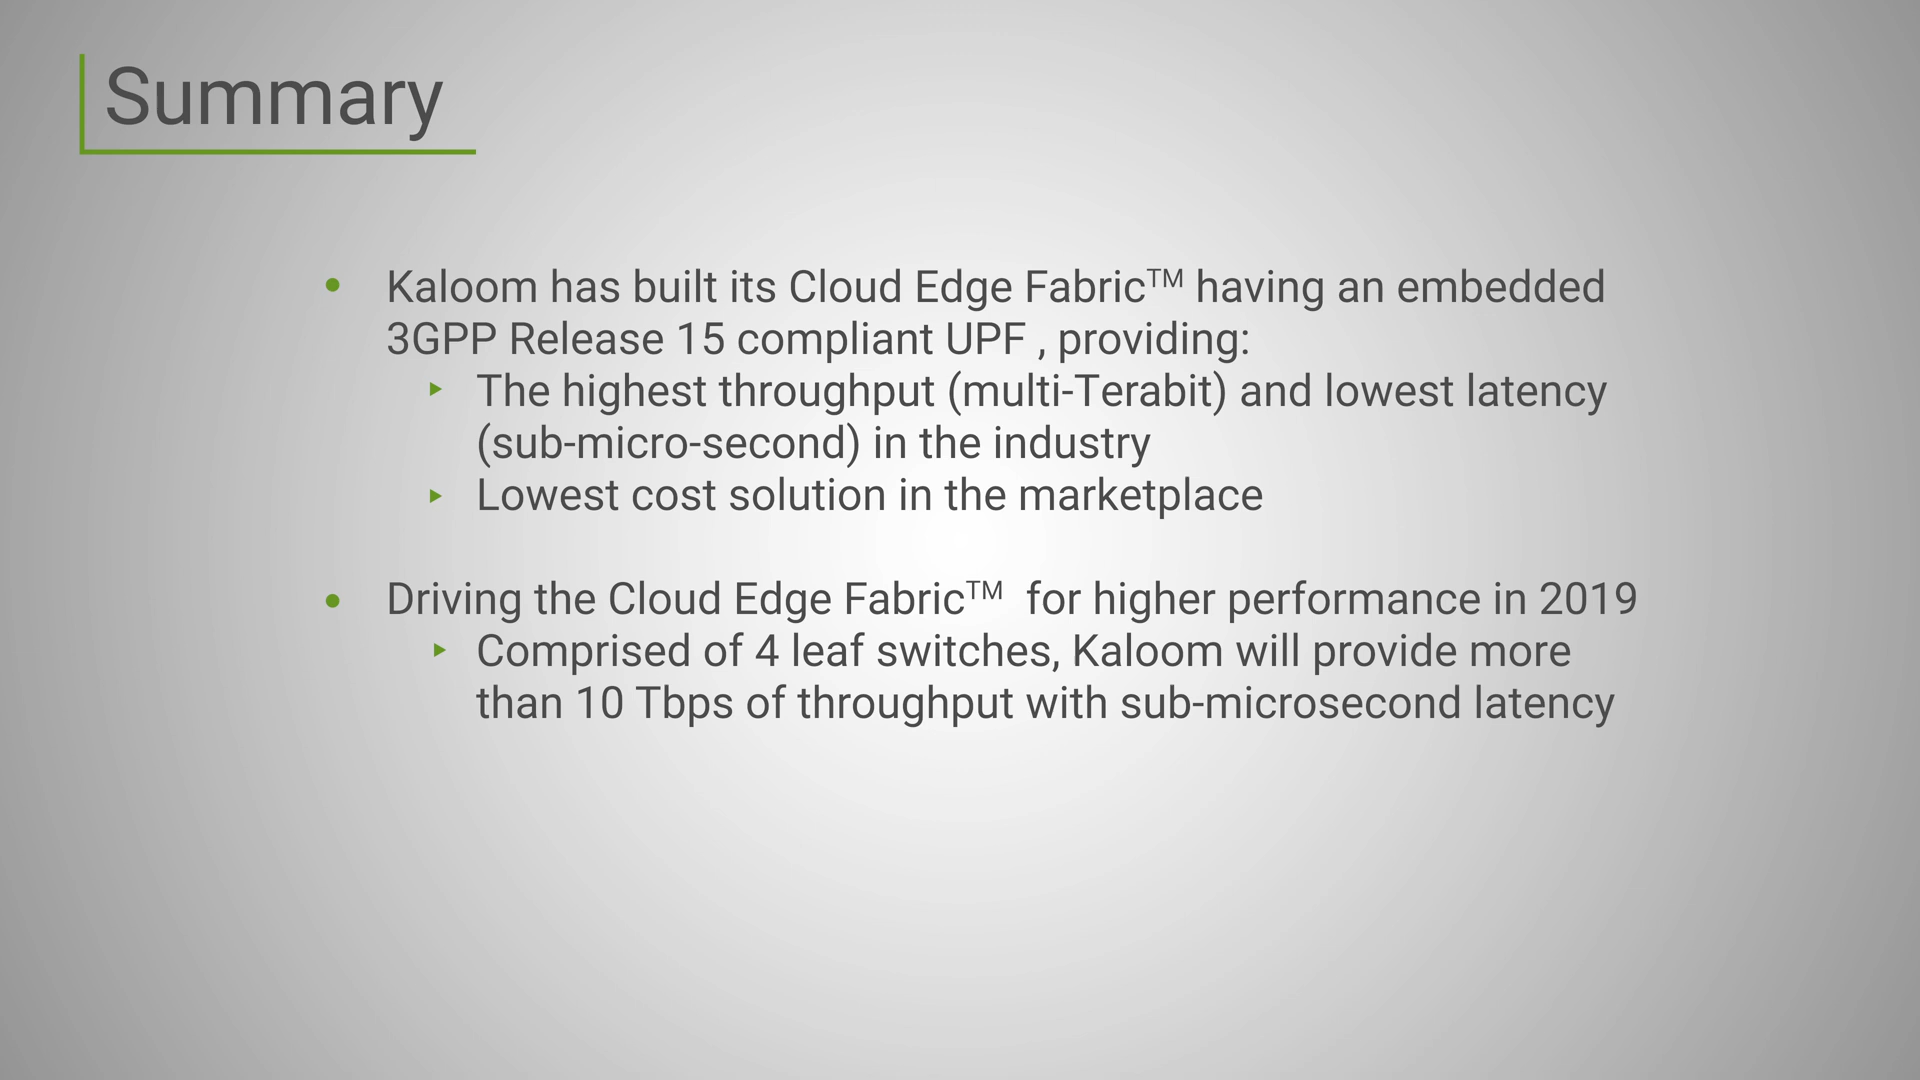 Summary
• Kaloom has built its Cloud Edge Fabric™ having an embedded
3GPP Release 15 compliant UPF , providing:
‣ The highest throughput (multi-Terabit) and lowest latency
(sub-micro-second) in the industry
‣ Lowest cost solution in the marketplace
• Driving the Cloud Edge Fabric™ for higher performance in 2019
‣ Comprised of 4 leaf switches, Kaloom will provide more
than 10 Tbps of throughput with sub-microsecond latency